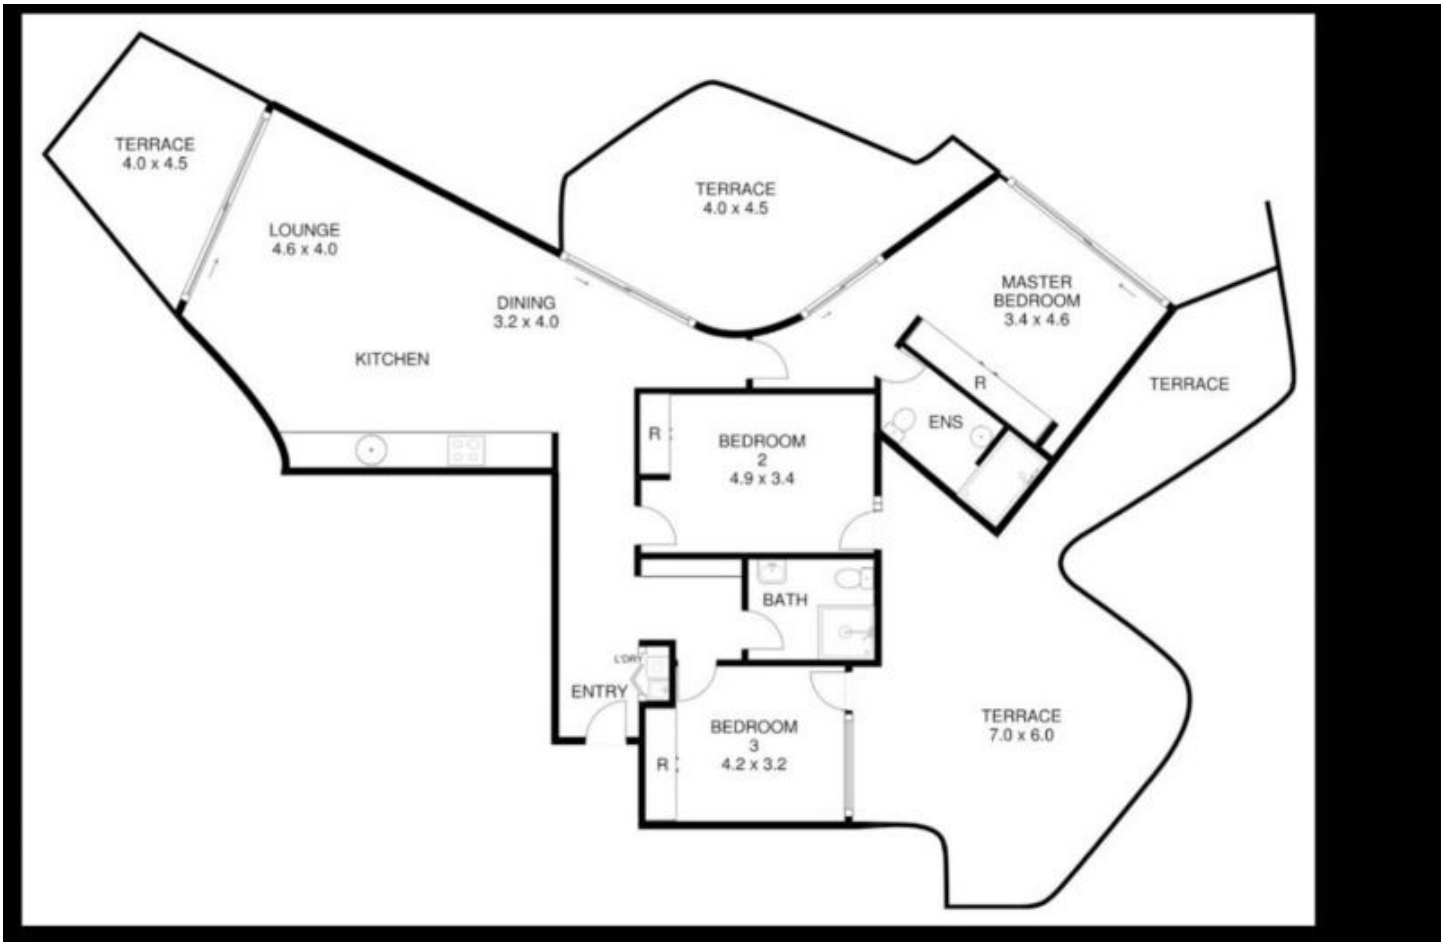 TERRACE
4.0 x 4.5
LOUNGE
4.6 x 4.0
TERRACE
4.0 x 4.5
DINING
3.2 x 4.0
MASTER
BEDROOM
3.4 x 4.6
KITCHEN
TERRACE
R
ENS
R
BEDROOM
2
4.9 x 3.4
BATH
L'DRY
ENTRY
BEDROOM
3
4.2 x 3.2
R
TERRACE
7.0 x 6.0